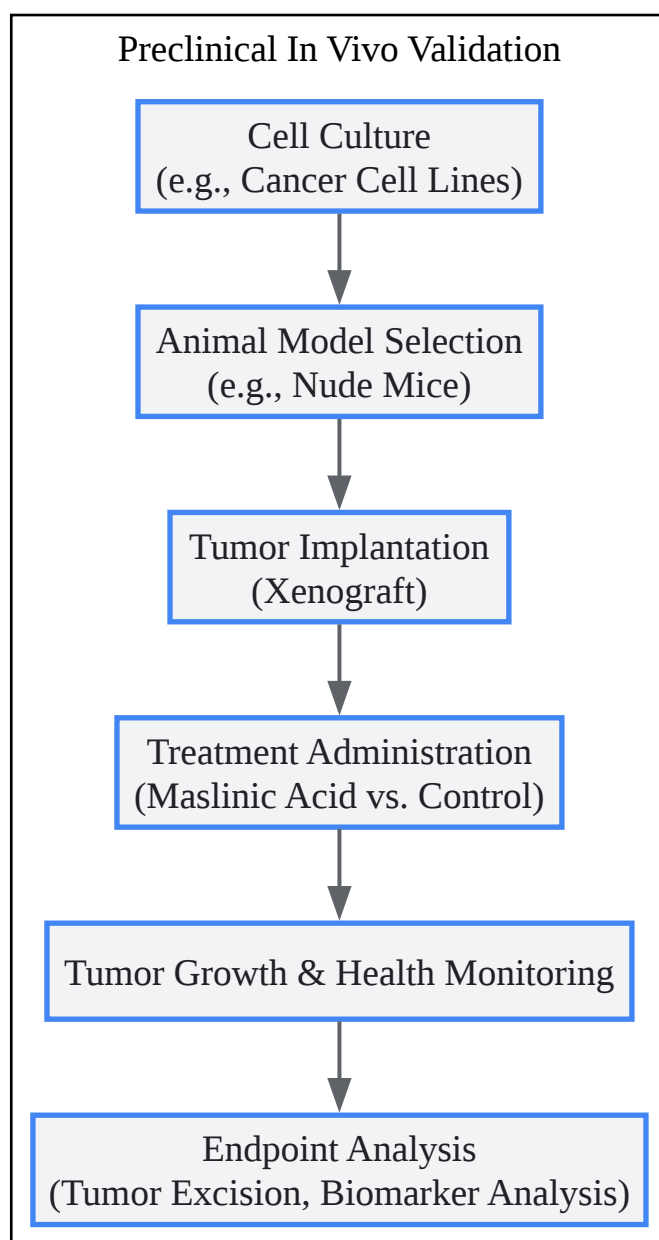 Preclinical In Vivo Validation
Cell Culture
(e.g., Cancer Cell Lines)
Animal Model Selection
(e.g., Nude Mice)
Tumor Implantation
(Xenograft)
Treatment Administration
(Maslinic Acid vs. Control)
Tumor Growth & Health Monitoring
Endpoint Analysis
(Tumor Excision, Biomarker Analysis)